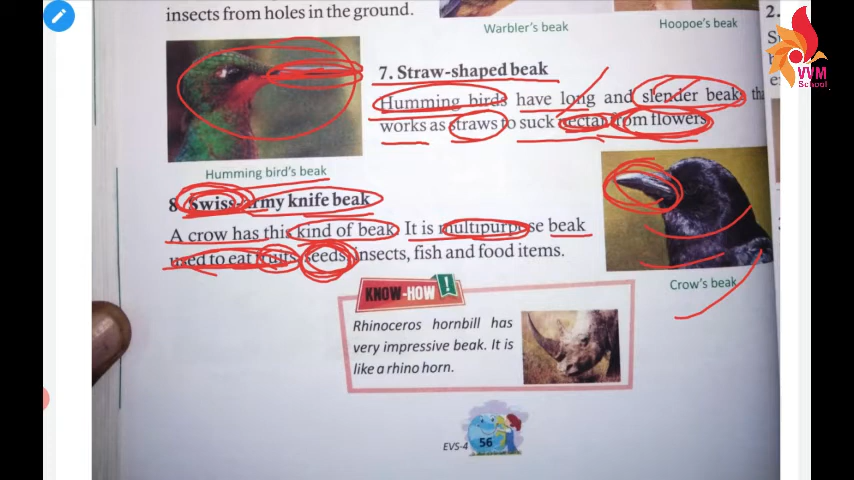 insects from holes in the ground.
Warbler's beak
Hoopoe's beak
2.
VVM
School
7. Straw-shaped beak
Humming birds have long and slender beaks
works as straws to suck nectar from flowers.
Humming bird's beak
8. Swiss-army knife beak
A crow has this kind of beak. It is multipurpose beak
used to eat fruits, seeds, insects, fish and food items.
Crow's beak
KNOW-HOW !
Rhinoceros hornbill has
very impressive beak. It is
like a rhino horn.
EVS-4 56